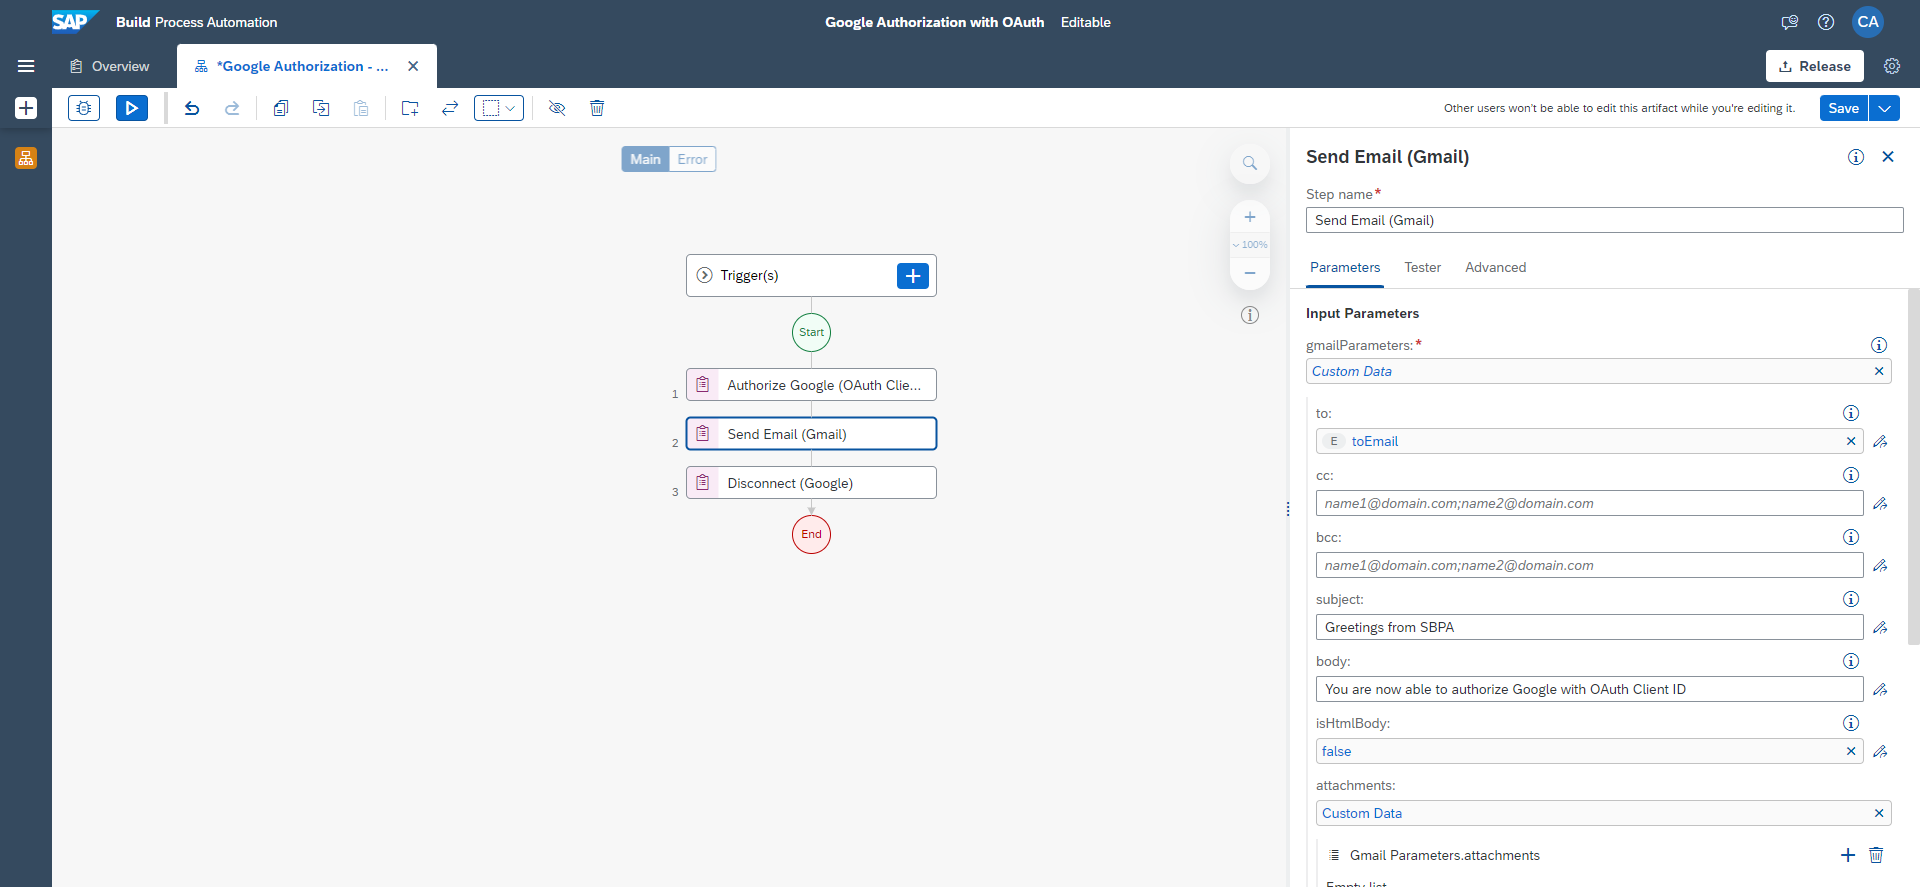 SAP Build Process Automation
Google Authorization with OAuth Editable
CA
Overview
*Google Authorization - ...
Release
Other users won't be able to edit this artifact while you're editing it.
Save
Main Error
100%
Trigger(s)
Start
1 Authorize Google (OAuth Clie...
2 Send Email (Gmail)
3 Disconnect (Google)
End
Send Email (Gmail)
Step name*
Send Email (Gmail)
Parameters Tester Advanced
Input Parameters
gmailParameters:*
Custom Data
to:
E toEmail
cc:
name1@domain.com;name2@domain.com
bcc:
name1@domain.com;name2@domain.com
subject:
Greetings from SBPA
body:
You are now able to authorize Google with OAuth Client ID
isHtmlBody:
false
attachments:
Custom Data
Gmail Parameters.attachments
Empty list